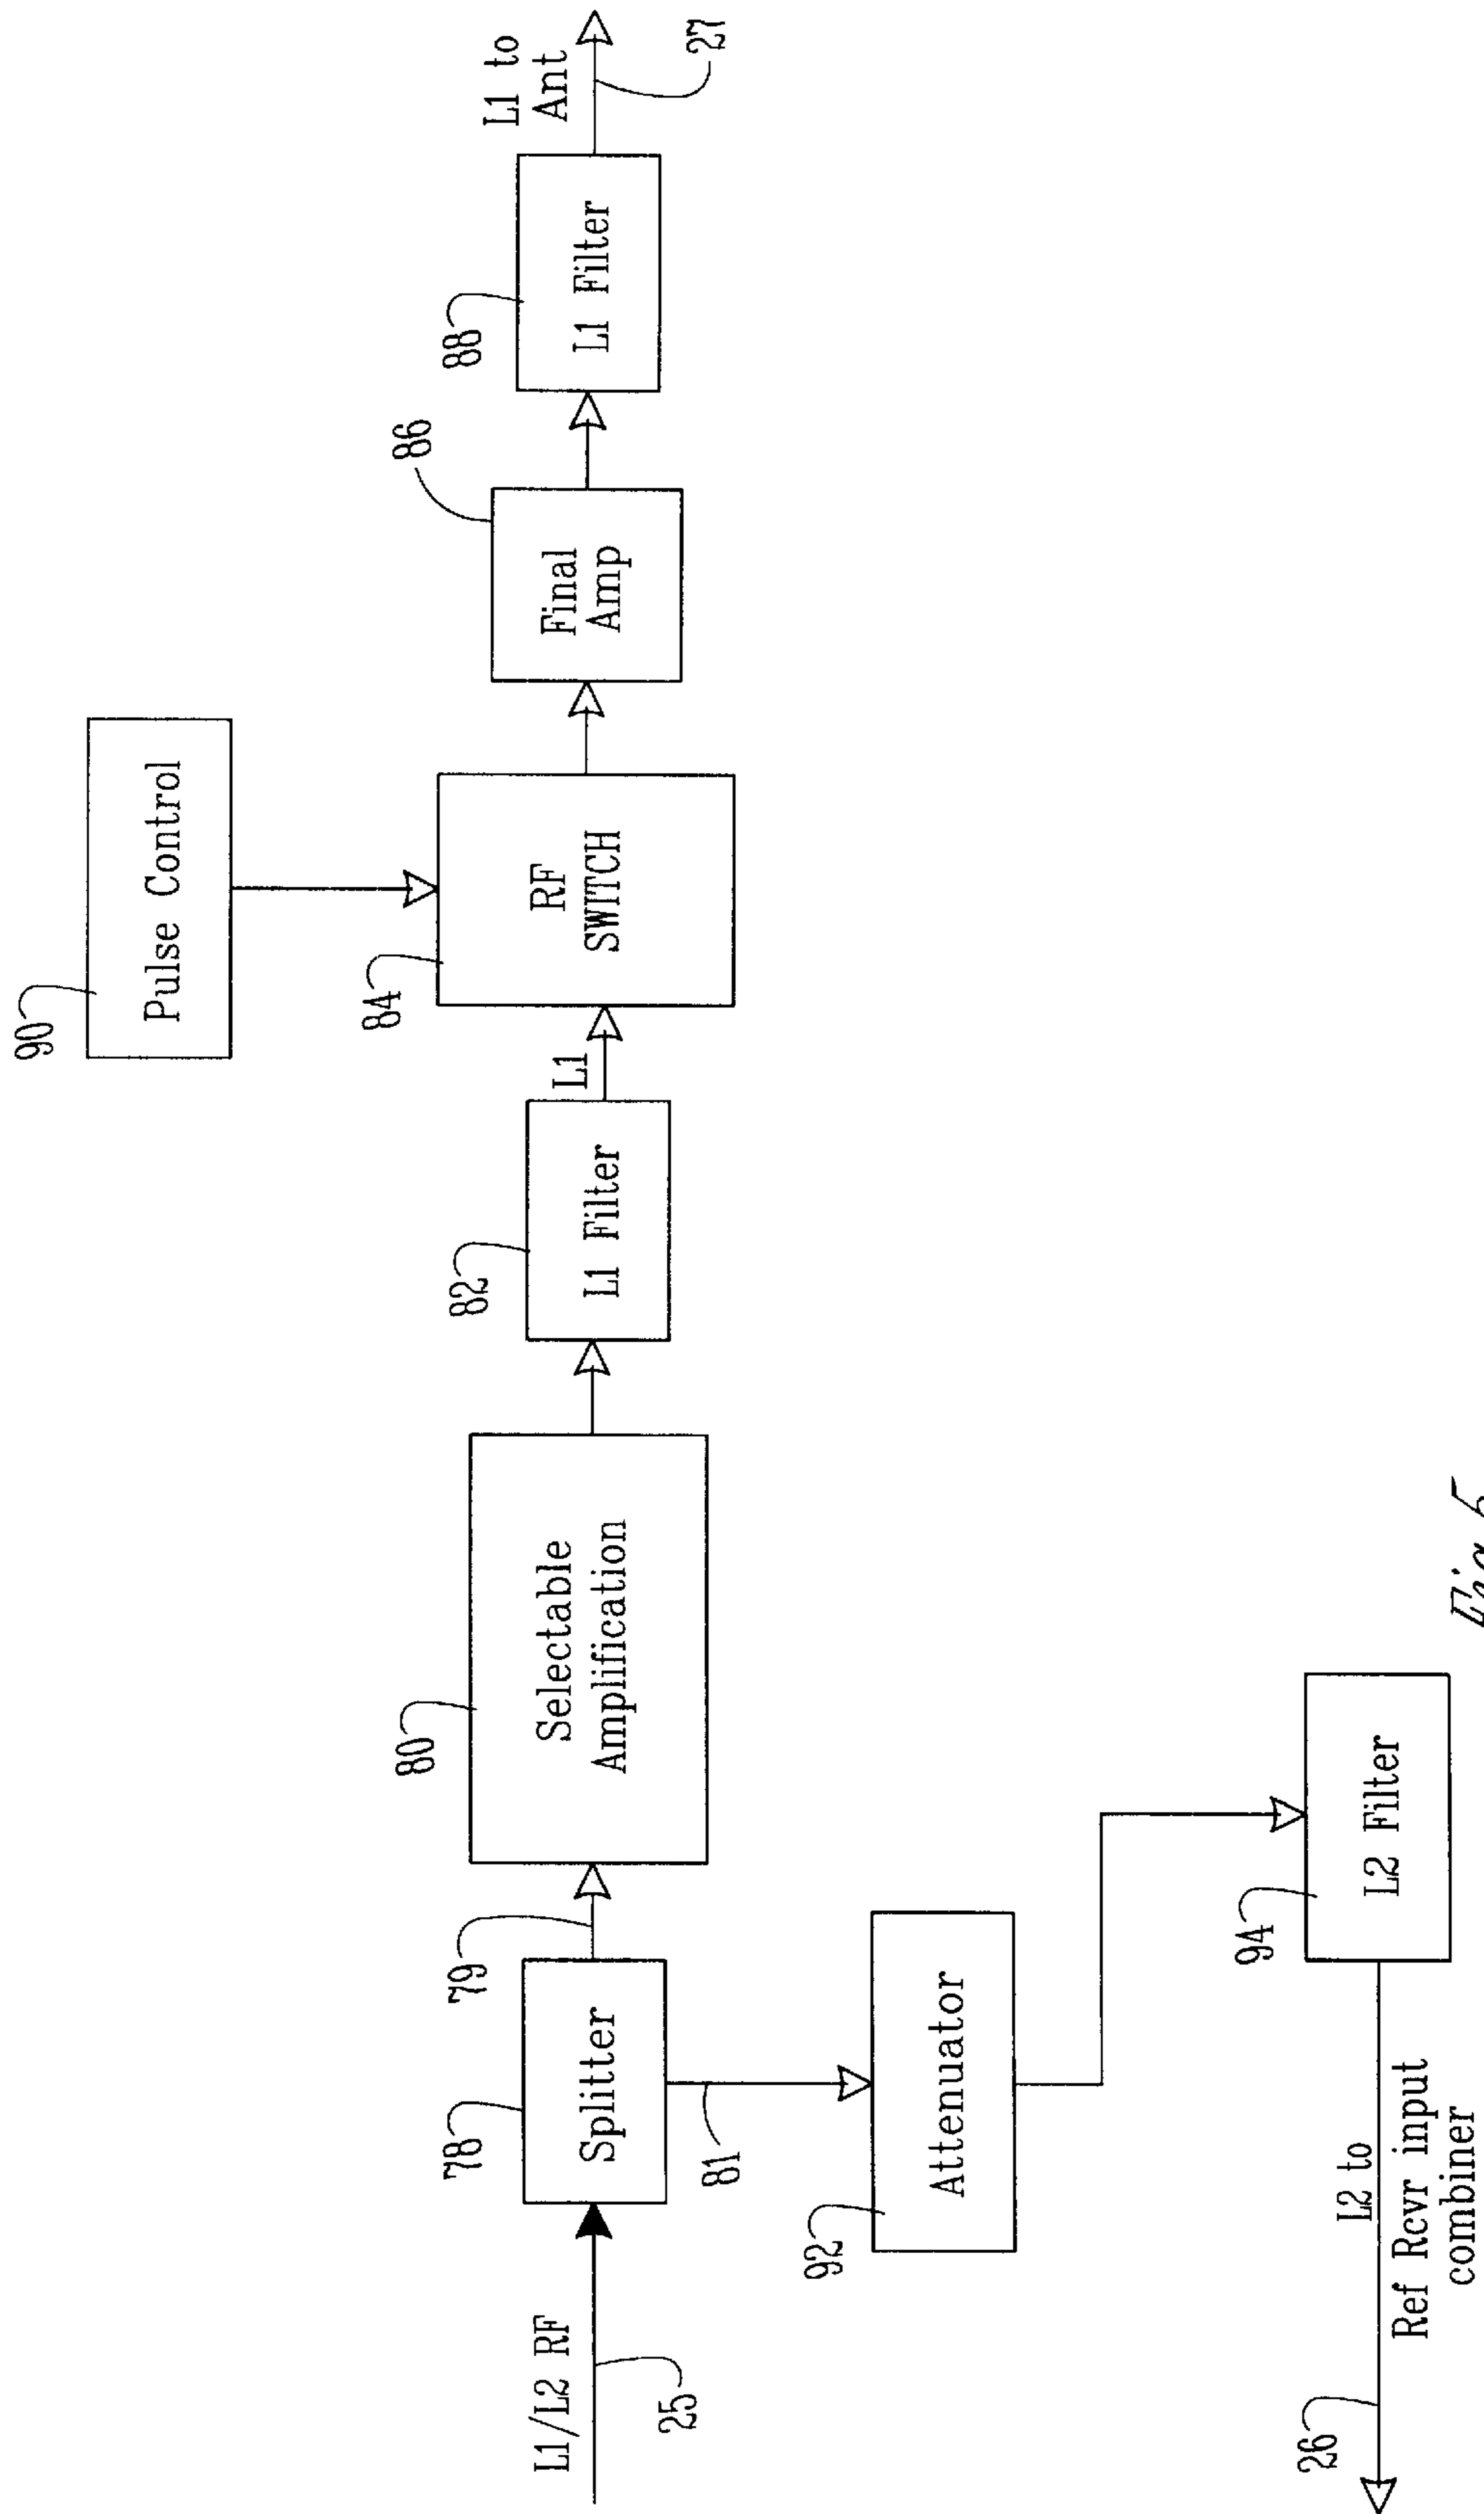 L1/L2 RF
25
78
Splitter
79
81
80
Selectable
Amplification
82
L1 Filter
L1
90
Pulse Control
84
RF
SWITCH
86
Final
Amp
88
L1 Filter
L1 to
Ant
27
92
Attenuator
94
L2 Filter
26
L2 to
Ref Rcvr input
combiner
Fig. 5